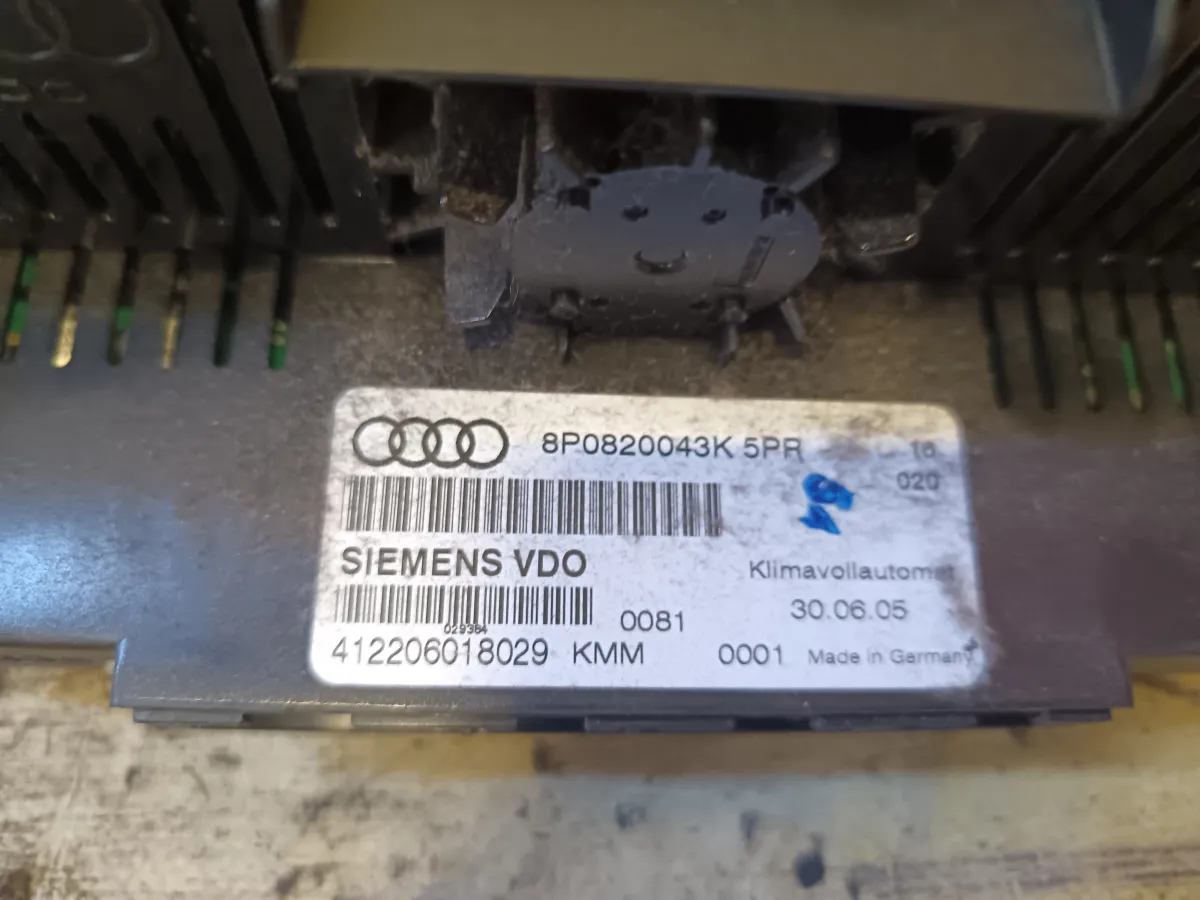 8P0820043K 5PR
16
020
SIEMENS VDO
Klimavollautomat
30.06.05
029384
0081
412206018029 KMM 0001 Made in Germany